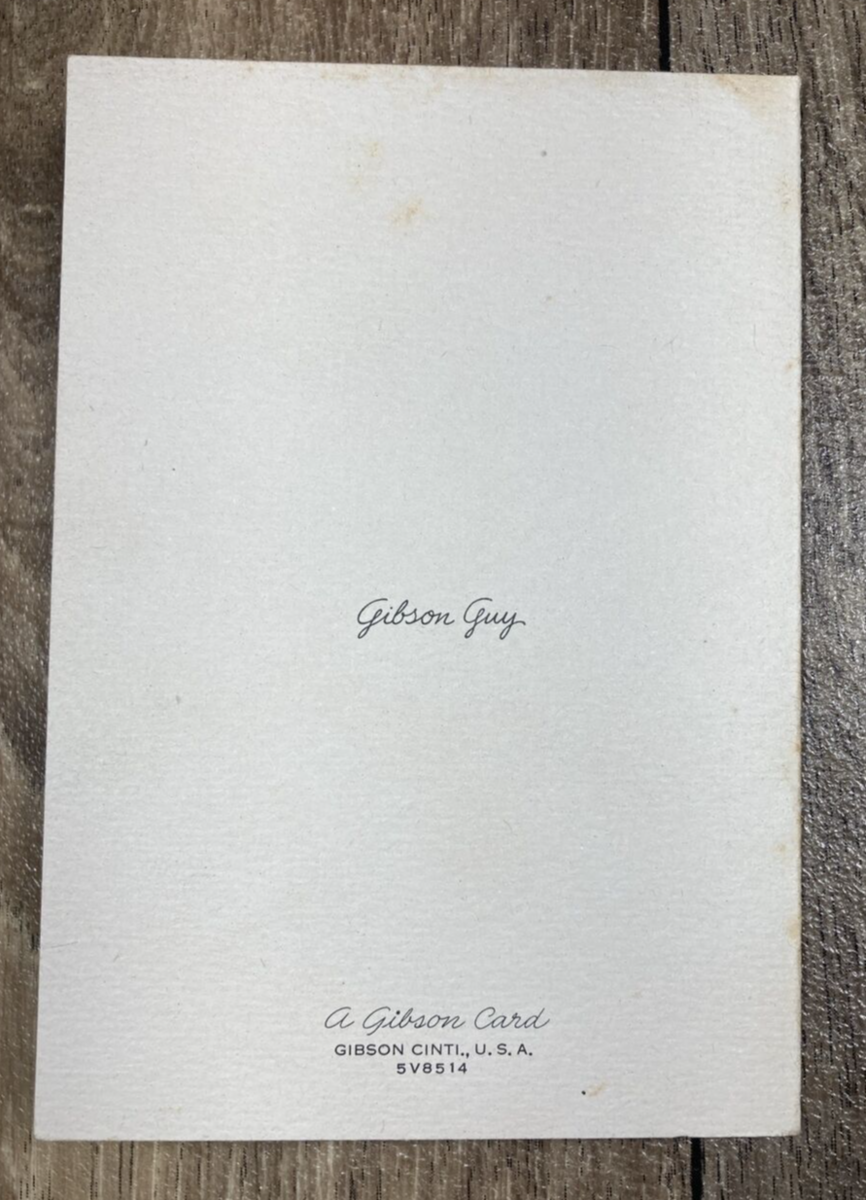 Gibson Guy
A Gibson Card
GIBSON CINTI., U. S. A.
5V8514